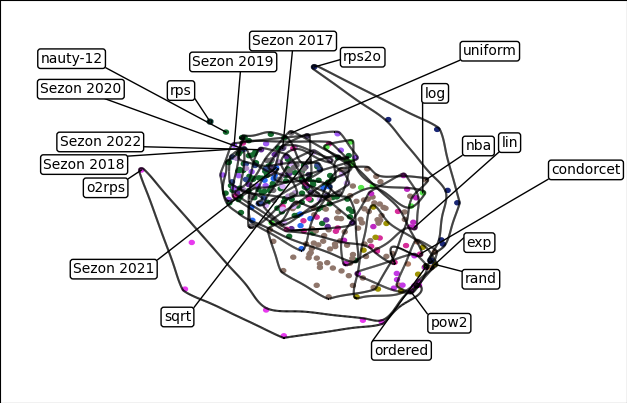 Sezon 2017
rps2o
uniform
nauty-12
Sezon 2019
Sezon 2020
rps
log
Sezon 2022
nba
lin
Sezon 2018
condorcet
o2rps
exp
Sezon 2021
rand
sqrt
pow2
ordered